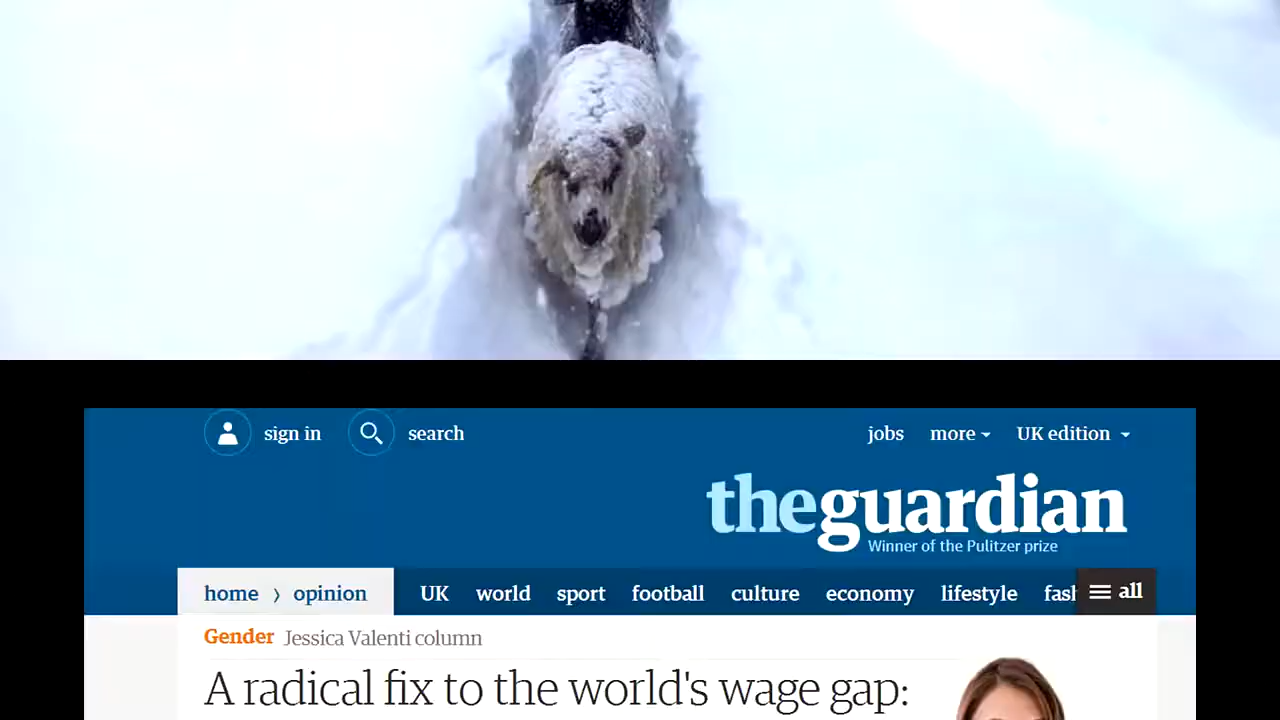 sign in search jobs more UK edition
theguardian
Winner of the Pulitzer prize
home › opinion UK world sport football culture economy lifestyle fash all
Gender Jessica Valenti column
A radical fix to the world's wage gap: